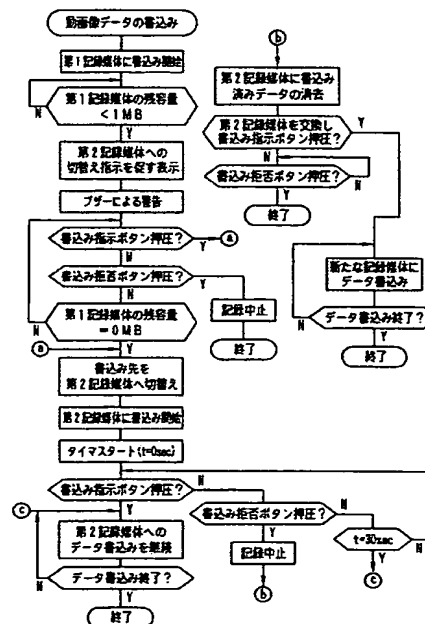 動画像データの書込み
第1記録媒体に書込み開始
第1記録媒体の残容量
<1MB
N
Y
第2記録媒体への
切替え指示を促す表示
ブザーによる警告
書込み指示ボタン押圧?
Y
ⓐ
N
書込み拒否ボタン押圧?
Y
N
記録中止
終了
第1記録媒体の残容量
=0MB
N
ⓐ
Y
書込み先を
第2記録媒体へ切替え
第2記録媒体に書込み開始
タイマスタート(t=0sec)
書込み指示ボタン押圧?
N
ⓒ
Y
第2記録媒体への
データ書込みを継続
データ書込み終了?
N
Y
終了
書込み拒否ボタン押圧?
N
Y
記録中止
ⓑ
t=30sec
N
Y
ⓒ
ⓑ
第2記録媒体に書込み
済みデータの消去
第2記録媒体を交換し
書込み指示ボタン押圧?
Y
N
書込み拒否ボタン押圧?
N
Y
終了
新たな記録媒体に
データ書込み
データ書込み終了?
N
Y
終了